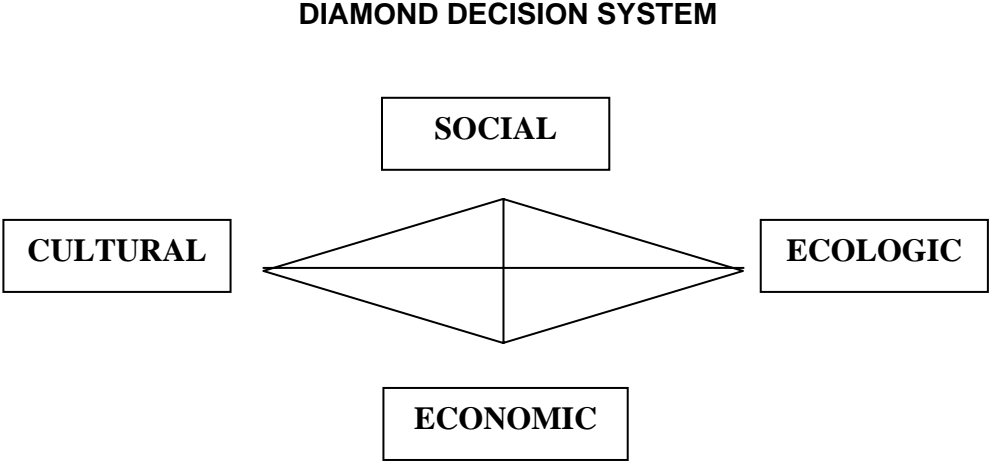 DIAMOND DECISION SYSTEM
SOCIAL
CULTURAL
ECOLOGIC
ECONOMIC